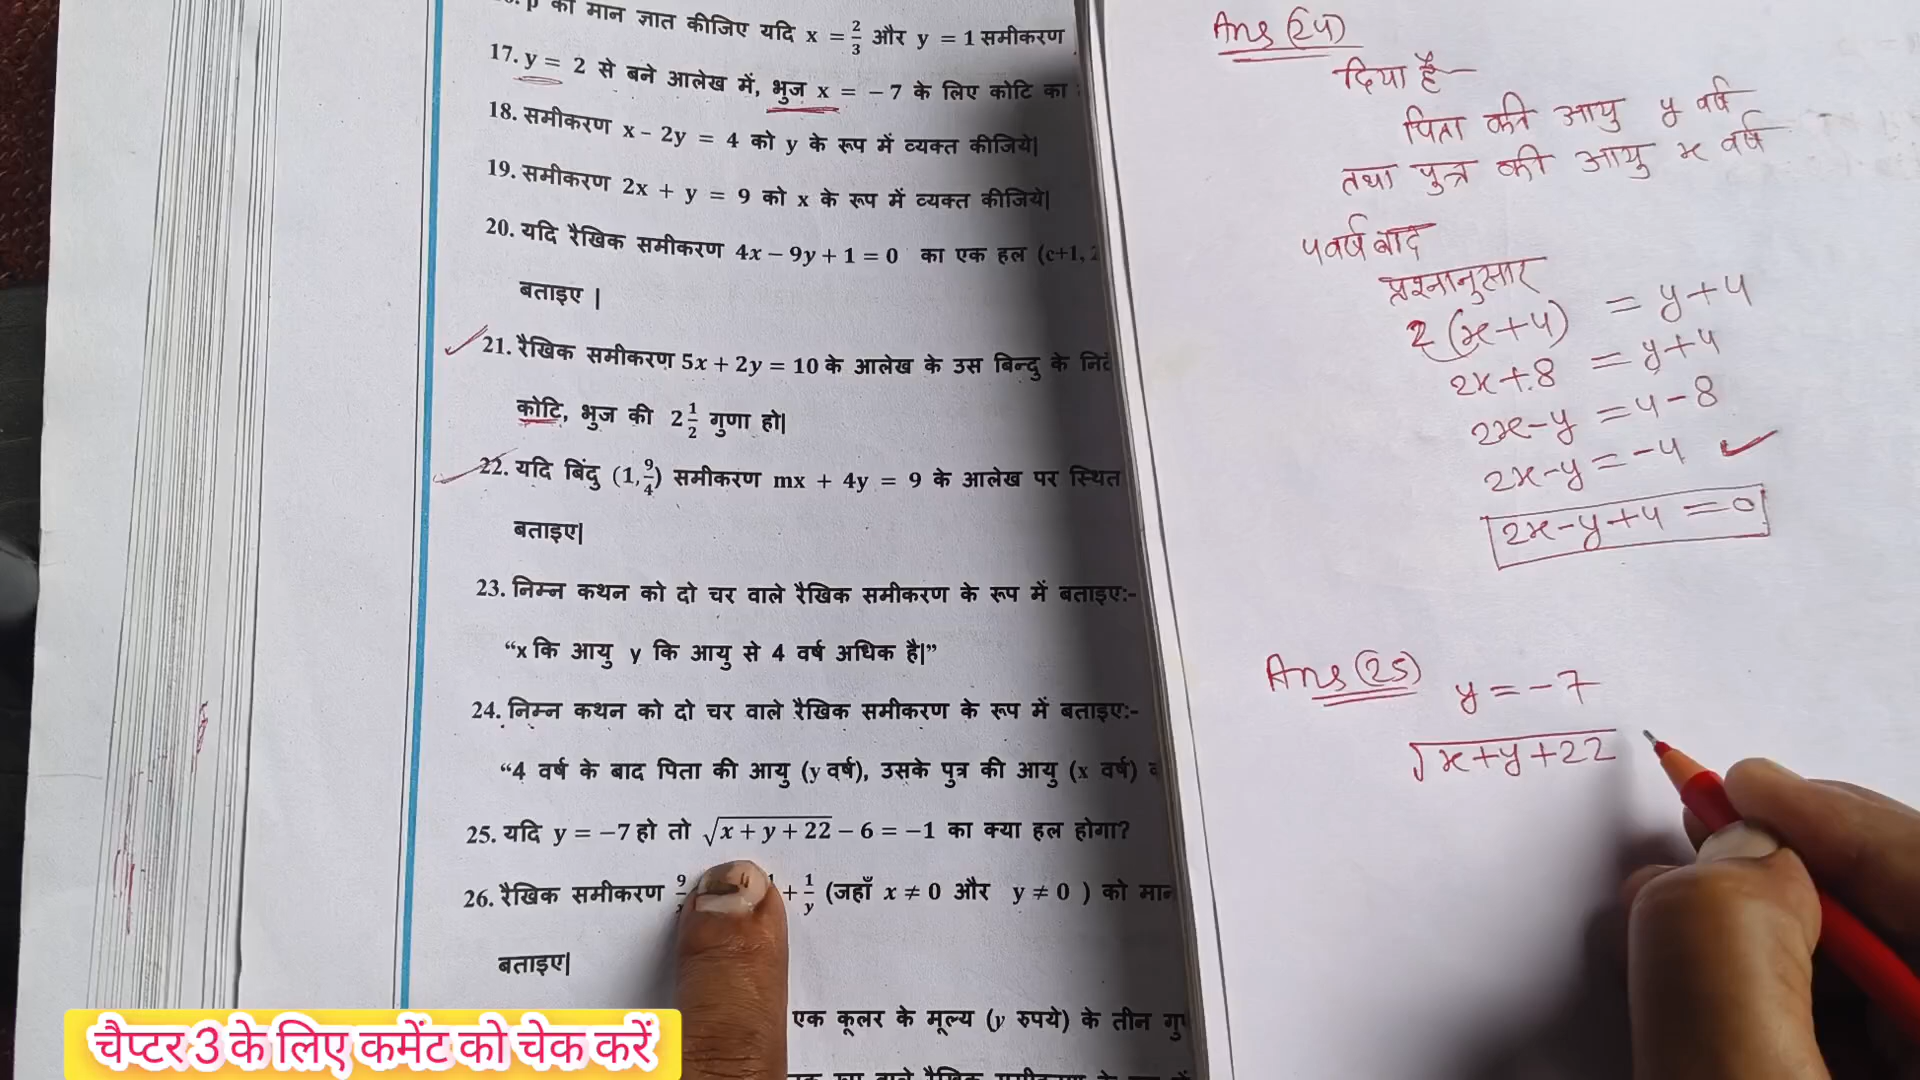 p का मान ज्ञात कीजिए यदि x = 2/3 और y = 1 समीकरण
17. y = 2 से बने आलेख में, भुज x = – 7 के लिए कोटि का
18. समीकरण x – 2y = 4 को y के रूप में व्यक्त कीजिये|
19. समीकरण 2x + y = 9 को x के रूप में व्यक्त कीजिये|
20. यदि रैखिक समीकरण 4x – 9y + 1 = 0 का एक हल (c+1, 2
बताइए |
21. रैखिक समीकरण 5x + 2y = 10 के आलेख के उस बिन्दु के
कोटि, भुज की 2 1/2 गुणा हो|
22. यदि बिंदु (1, 9/4) समीकरण mx + 4y = 9 के आलेख पर स्थित
बताइए|
23. निम्न कथन को दो चर वाले रैखिक समीकरण के रूप में बताइए:-
“x कि आयु y कि आयु से 4 वर्ष अधिक है|”
24. निम्न कथन को दो चर वाले रैखिक समीकरण के रूप में बताइए:-
“4 वर्ष के बाद पिता की आयु (y वर्ष), उसके पुत्र की आयु (x वर्ष)
25. यदि y = –7 हो तो √(x + y + 22) – 6 = –1 का क्या हल होगा?
26. रैखिक समीकरण 9/ + 1/y (जहाँ x ≠ 0 और y ≠ 0 ) को
बताइए|
एक कूलर के मूल्य (y रुपये) के तीन
Ans (24)
दिया है –
पिता की आयु y वर्ष
तथा पुत्र की आयु x वर्ष
4 वर्ष बाद
प्रश्नानुसार
2 (x+4) = y+4
2x+8 = y+4
2x-y = 4-8
2x-y = -4
2x-y+4 = 0
Ans (25)
y = -7
√x+y+22
चैप्टर 3 के लिए कमेंट को चेक करें